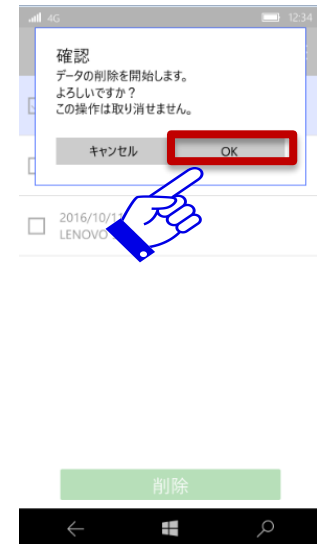 4G 12:34
確認
データの削除を開始します。
よろしいですか？
この操作は取り消せません。
キャンセル OK
2016/10/11
LENOVO
削除